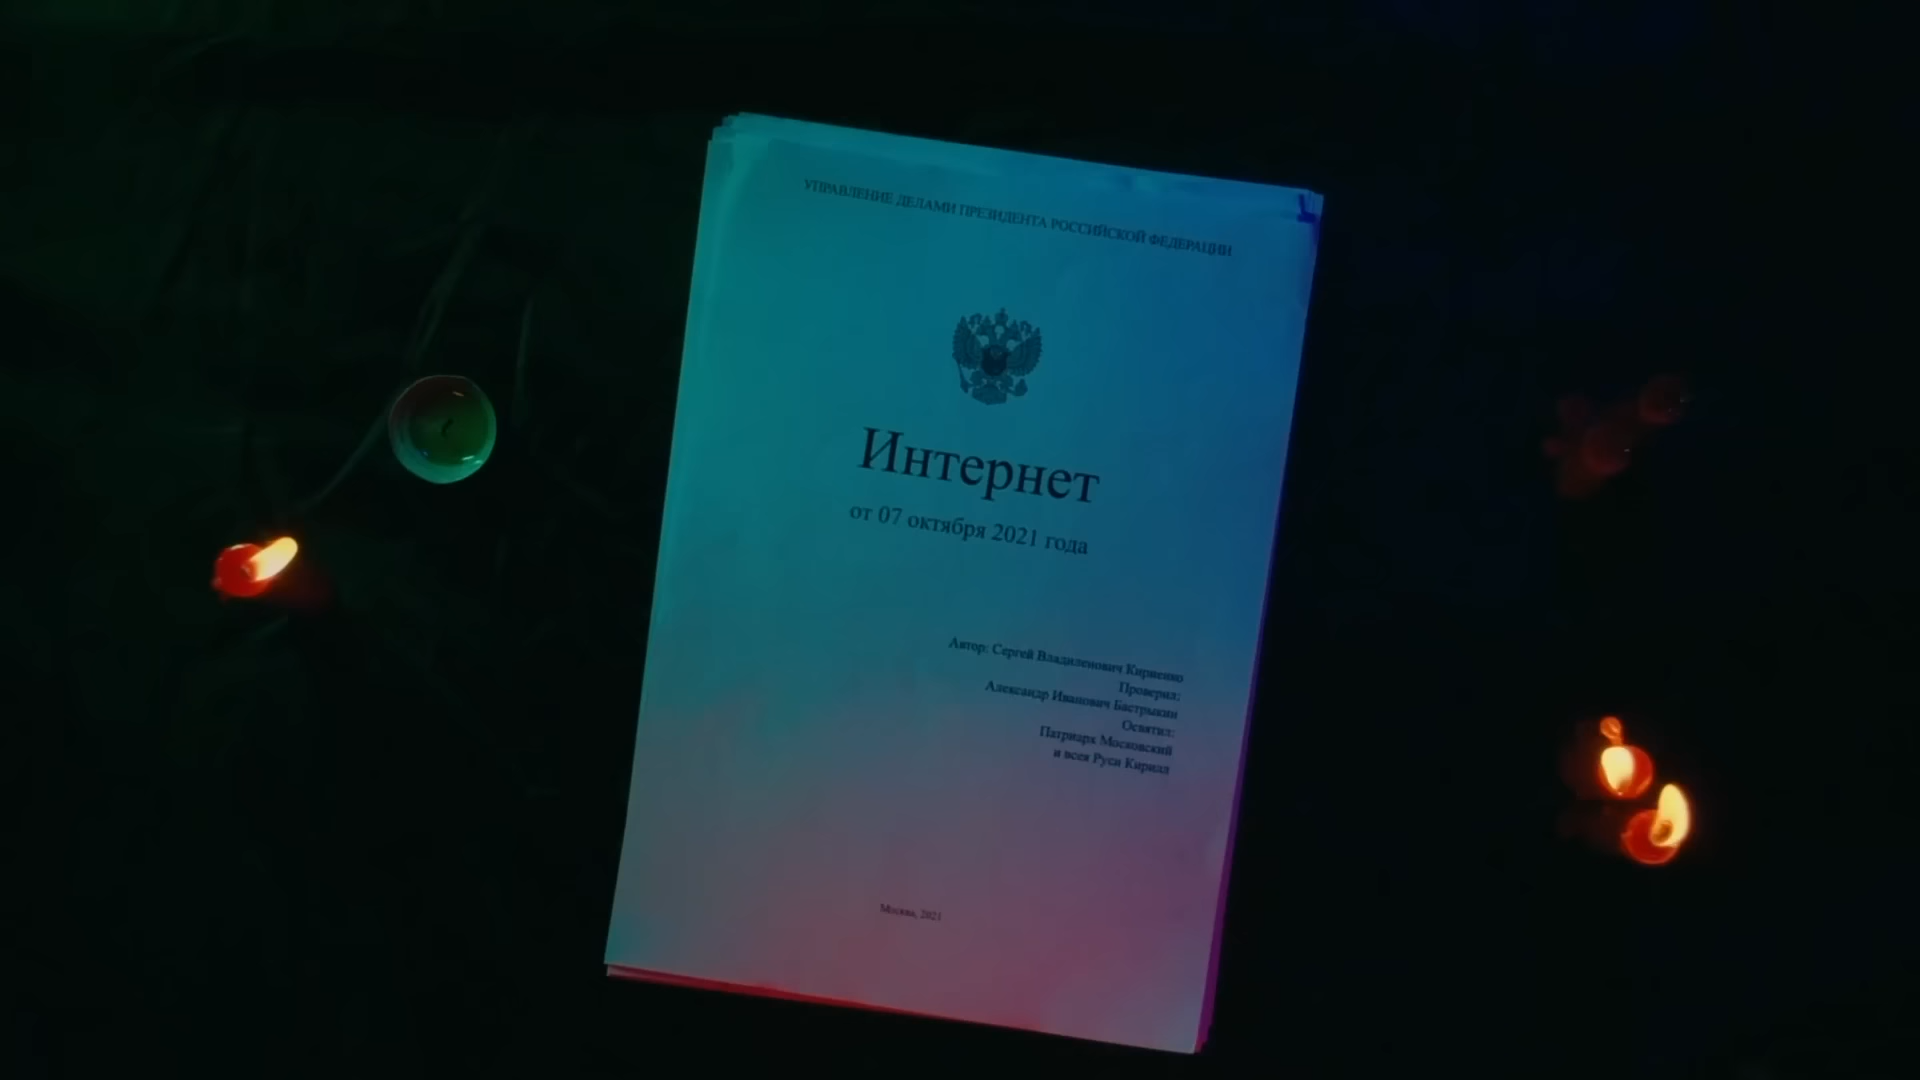 УПРАВЛЕНИЕ ДЕЛАМИ ПРЕЗИДЕНТА РОССИЙСКОЙ ФЕДЕРАЦИИ
Интернет
от 07 октября 2021 года
Автор: Сергей Владиленович Кириенко
Проверил:
Александр Иванович Бастрыкин
Освятил:
Патриарх Московский
и всея Руси Кирилл
Москва, 2021